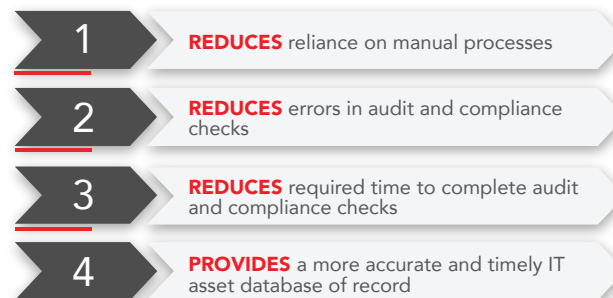 1
REDUCES reliance on manual processes
2
REDUCES errors in audit and compliance
checks
3
REDUCES required time to complete audit
and compliance checks
4
PROVIDES a more accurate and timely IT
asset database of record